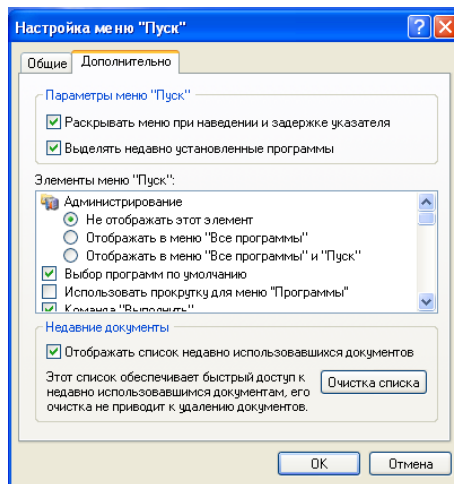 Настройка меню "Пуск"
Общие
Дополнительно
Параметры меню "Пуск"
Раскрывать меню при наведении и задержке указателя
Выделять недавно установленные программы
Элементы меню "Пуск":
Администрирование
Не отображать этот элемент
Отображать в меню "Все программы"
Отображать в меню "Все программы" и "Пуск"
Выбор программ по умолчанию
Использовать прокрутку для меню "Программы"
Команда "Выполнить"
Недавние документы
Отображать список недавно использовавшихся документов
Этот список обеспечивает быстрый доступ к
недавно использовавшимся документам, его
очистка не приводит к удалению документов.
Очистка списка
OK
Отмена